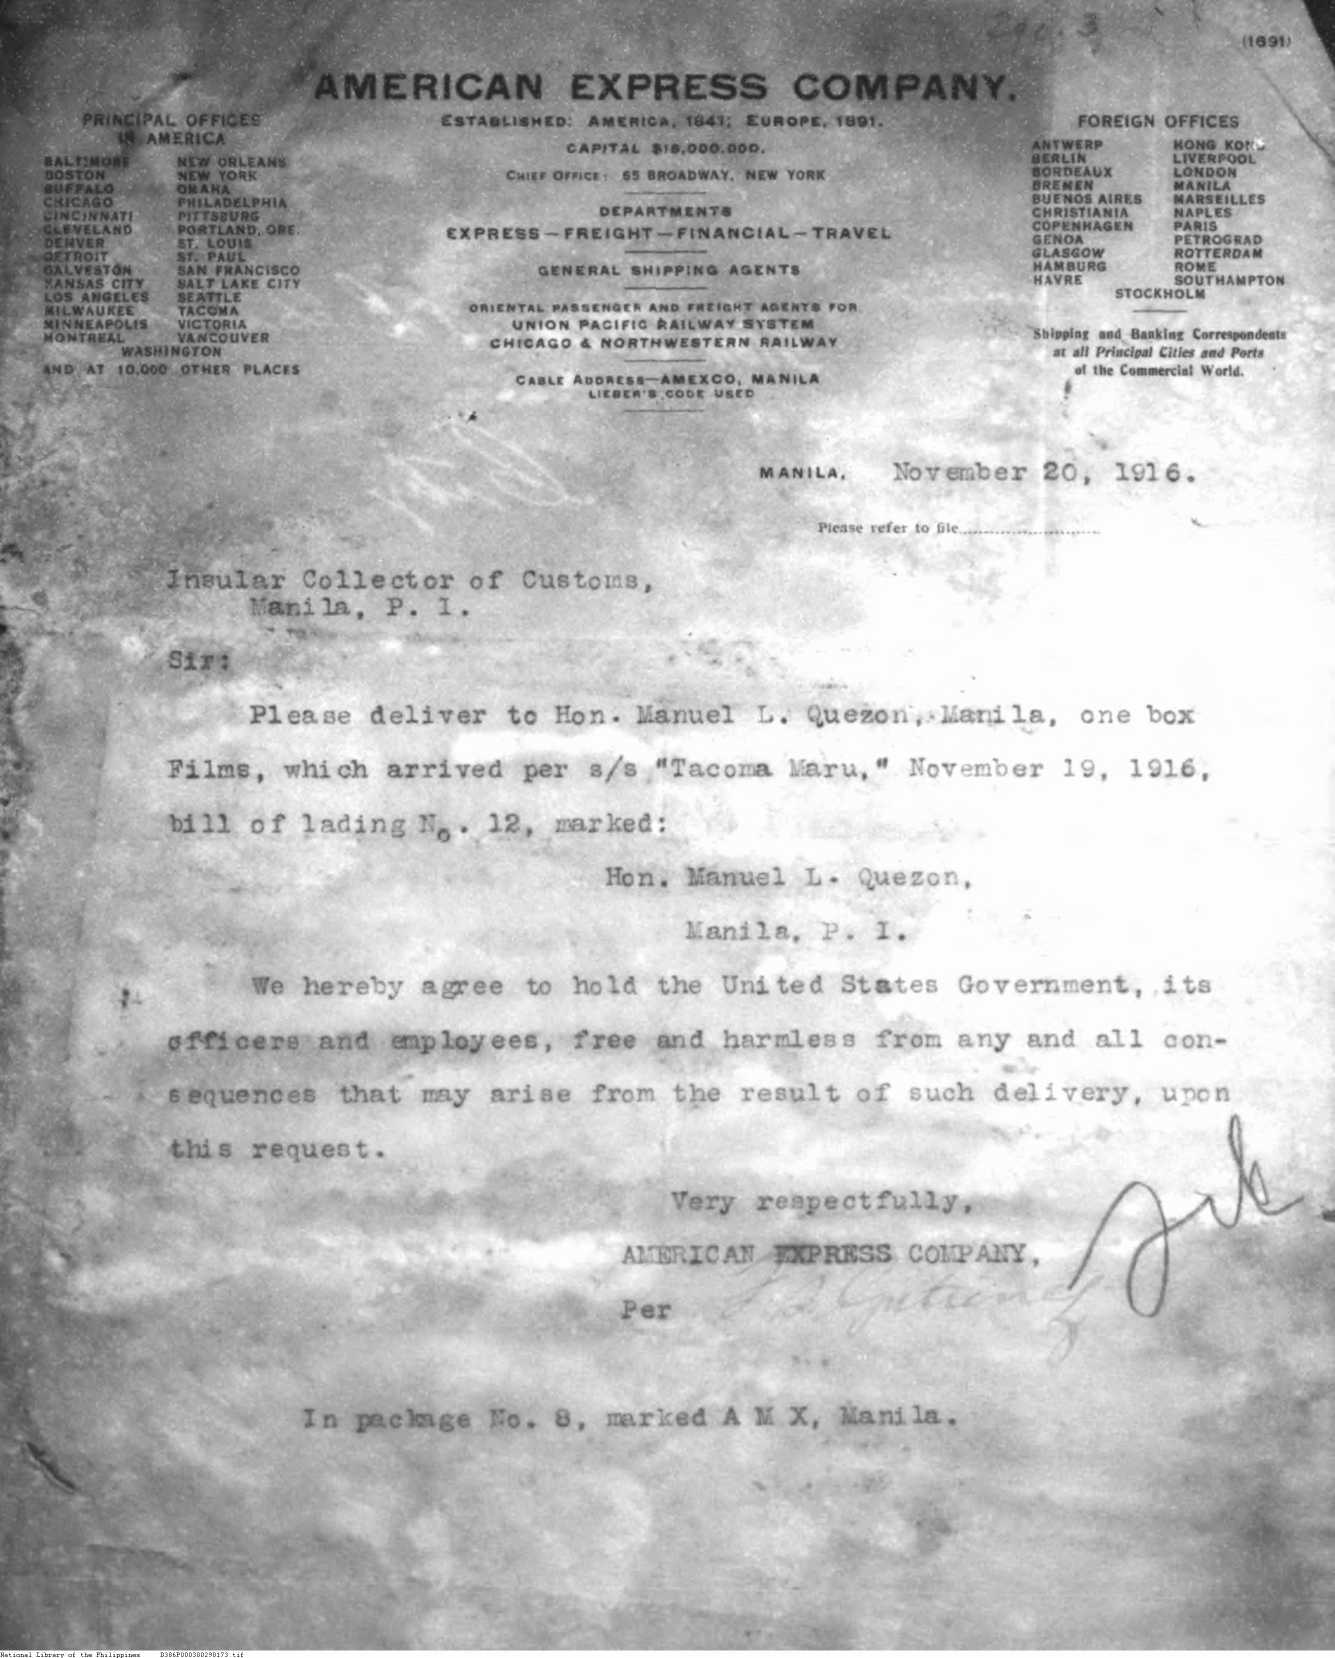 (1691)
AMERICAN EXPRESS COMPANY.
ESTABLISHED: AMERICA, 1841; EUROPE, 1891.
CAPITAL $18,000,000.
CHIEF OFFICE: 65 BROADWAY, NEW YORK
DEPARTMENTS
EXPRESS—FREIGHT—FINANCIAL—TRAVEL
GENERAL SHIPPING AGENTS
ORIENTAL PASSENGER AND FREIGHT AGENTS FOR
UNION PACIFIC RAILWAY SYSTEM
CHICAGO & NORTHWESTERN RAILWAY
CABLE ADDRESS—AMEXCO, MANILA
LIEBER'S CODE USED
PRINCIPAL OFFICES
IN AMERICA
BALTIMORE NEW ORLEANS
BOSTON NEW YORK
BUFFALO OMAHA
CHICAGO PHILADELPHIA
CINCINNATI PITTSBURG
CLEVELAND PORTLAND, ORE.
DENVER ST. LOUIS
DETROIT ST. PAUL
GALVESTON SAN FRANCISCO
KANSAS CITY SALT LAKE CITY
LOS ANGELES SEATTLE
MILWAUKEE TACOMA
MINNEAPOLIS VICTORIA
MONTREAL VANCOUVER
WASHINGTON
AND AT 10,000 OTHER PLACES
FOREIGN OFFICES
ANTWERP HONG KONG
BERLIN LIVERPOOL
BORDEAUX LONDON
BREMEN MANILA
BUENOS AIRES MARSEILLES
CHRISTIANIA NAPLES
COPENHAGEN PARIS
GENOA PETROGRAD
GLASGOW ROTTERDAM
HAMBURG ROME
HAVRE SOUTHAMPTON
STOCKHOLM
Shipping and Banking Correspondents
at all Principal Cities and Ports
of the Commercial World.
MANILA, November 20, 1916.
Please refer to file
Insular Collector of Customs,
Manila, P. I.
Sir:
Please deliver to Hon. Manuel L. Quezon, Manila, one box
Films, which arrived per s/s "Tacoma Maru," November 19, 1916,
bill of lading No. 12, marked:
Hon. Manuel L. Quezon,
Manila, P. I.
We hereby agree to hold the United States Government, its
officers and employees, free and harmless from any and all con-
sequences that may arise from the result of such delivery, upon
this request.
Very respectfully,
AMERICAN EXPRESS COMPANY,
Per
In package No. 8, marked A M X, Manila.
National Library of the Philippines